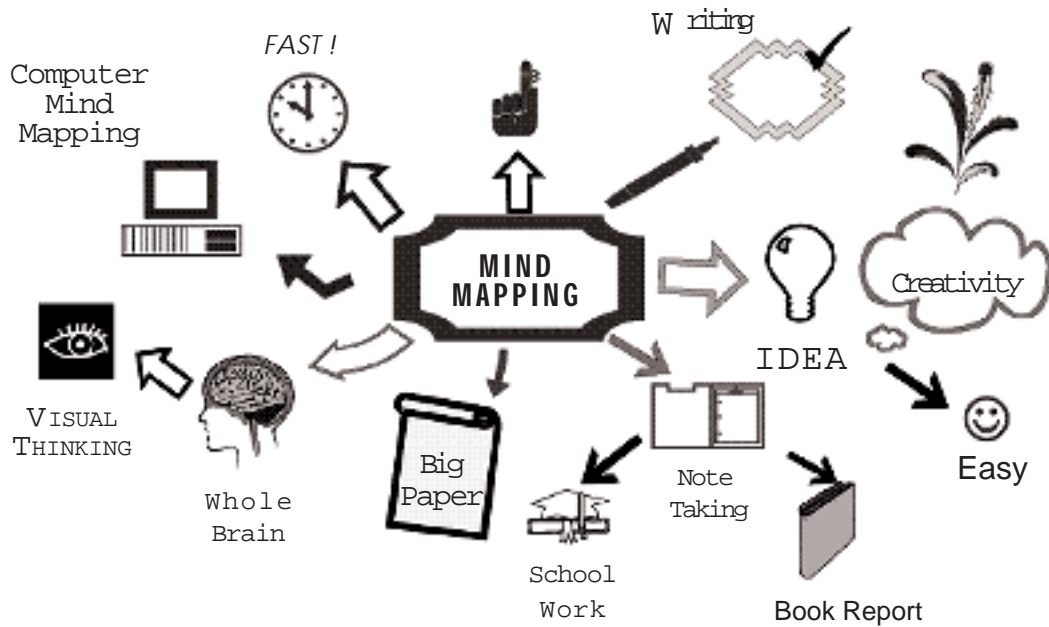 Writing
FAST !
Computer
Mind
Mapping
MIND
MAPPING
Creativity
IDEA
VISUAL
THINKING
Big
Paper
Easy
Note
Taking
Whole
Brain
School
Work
Book Report